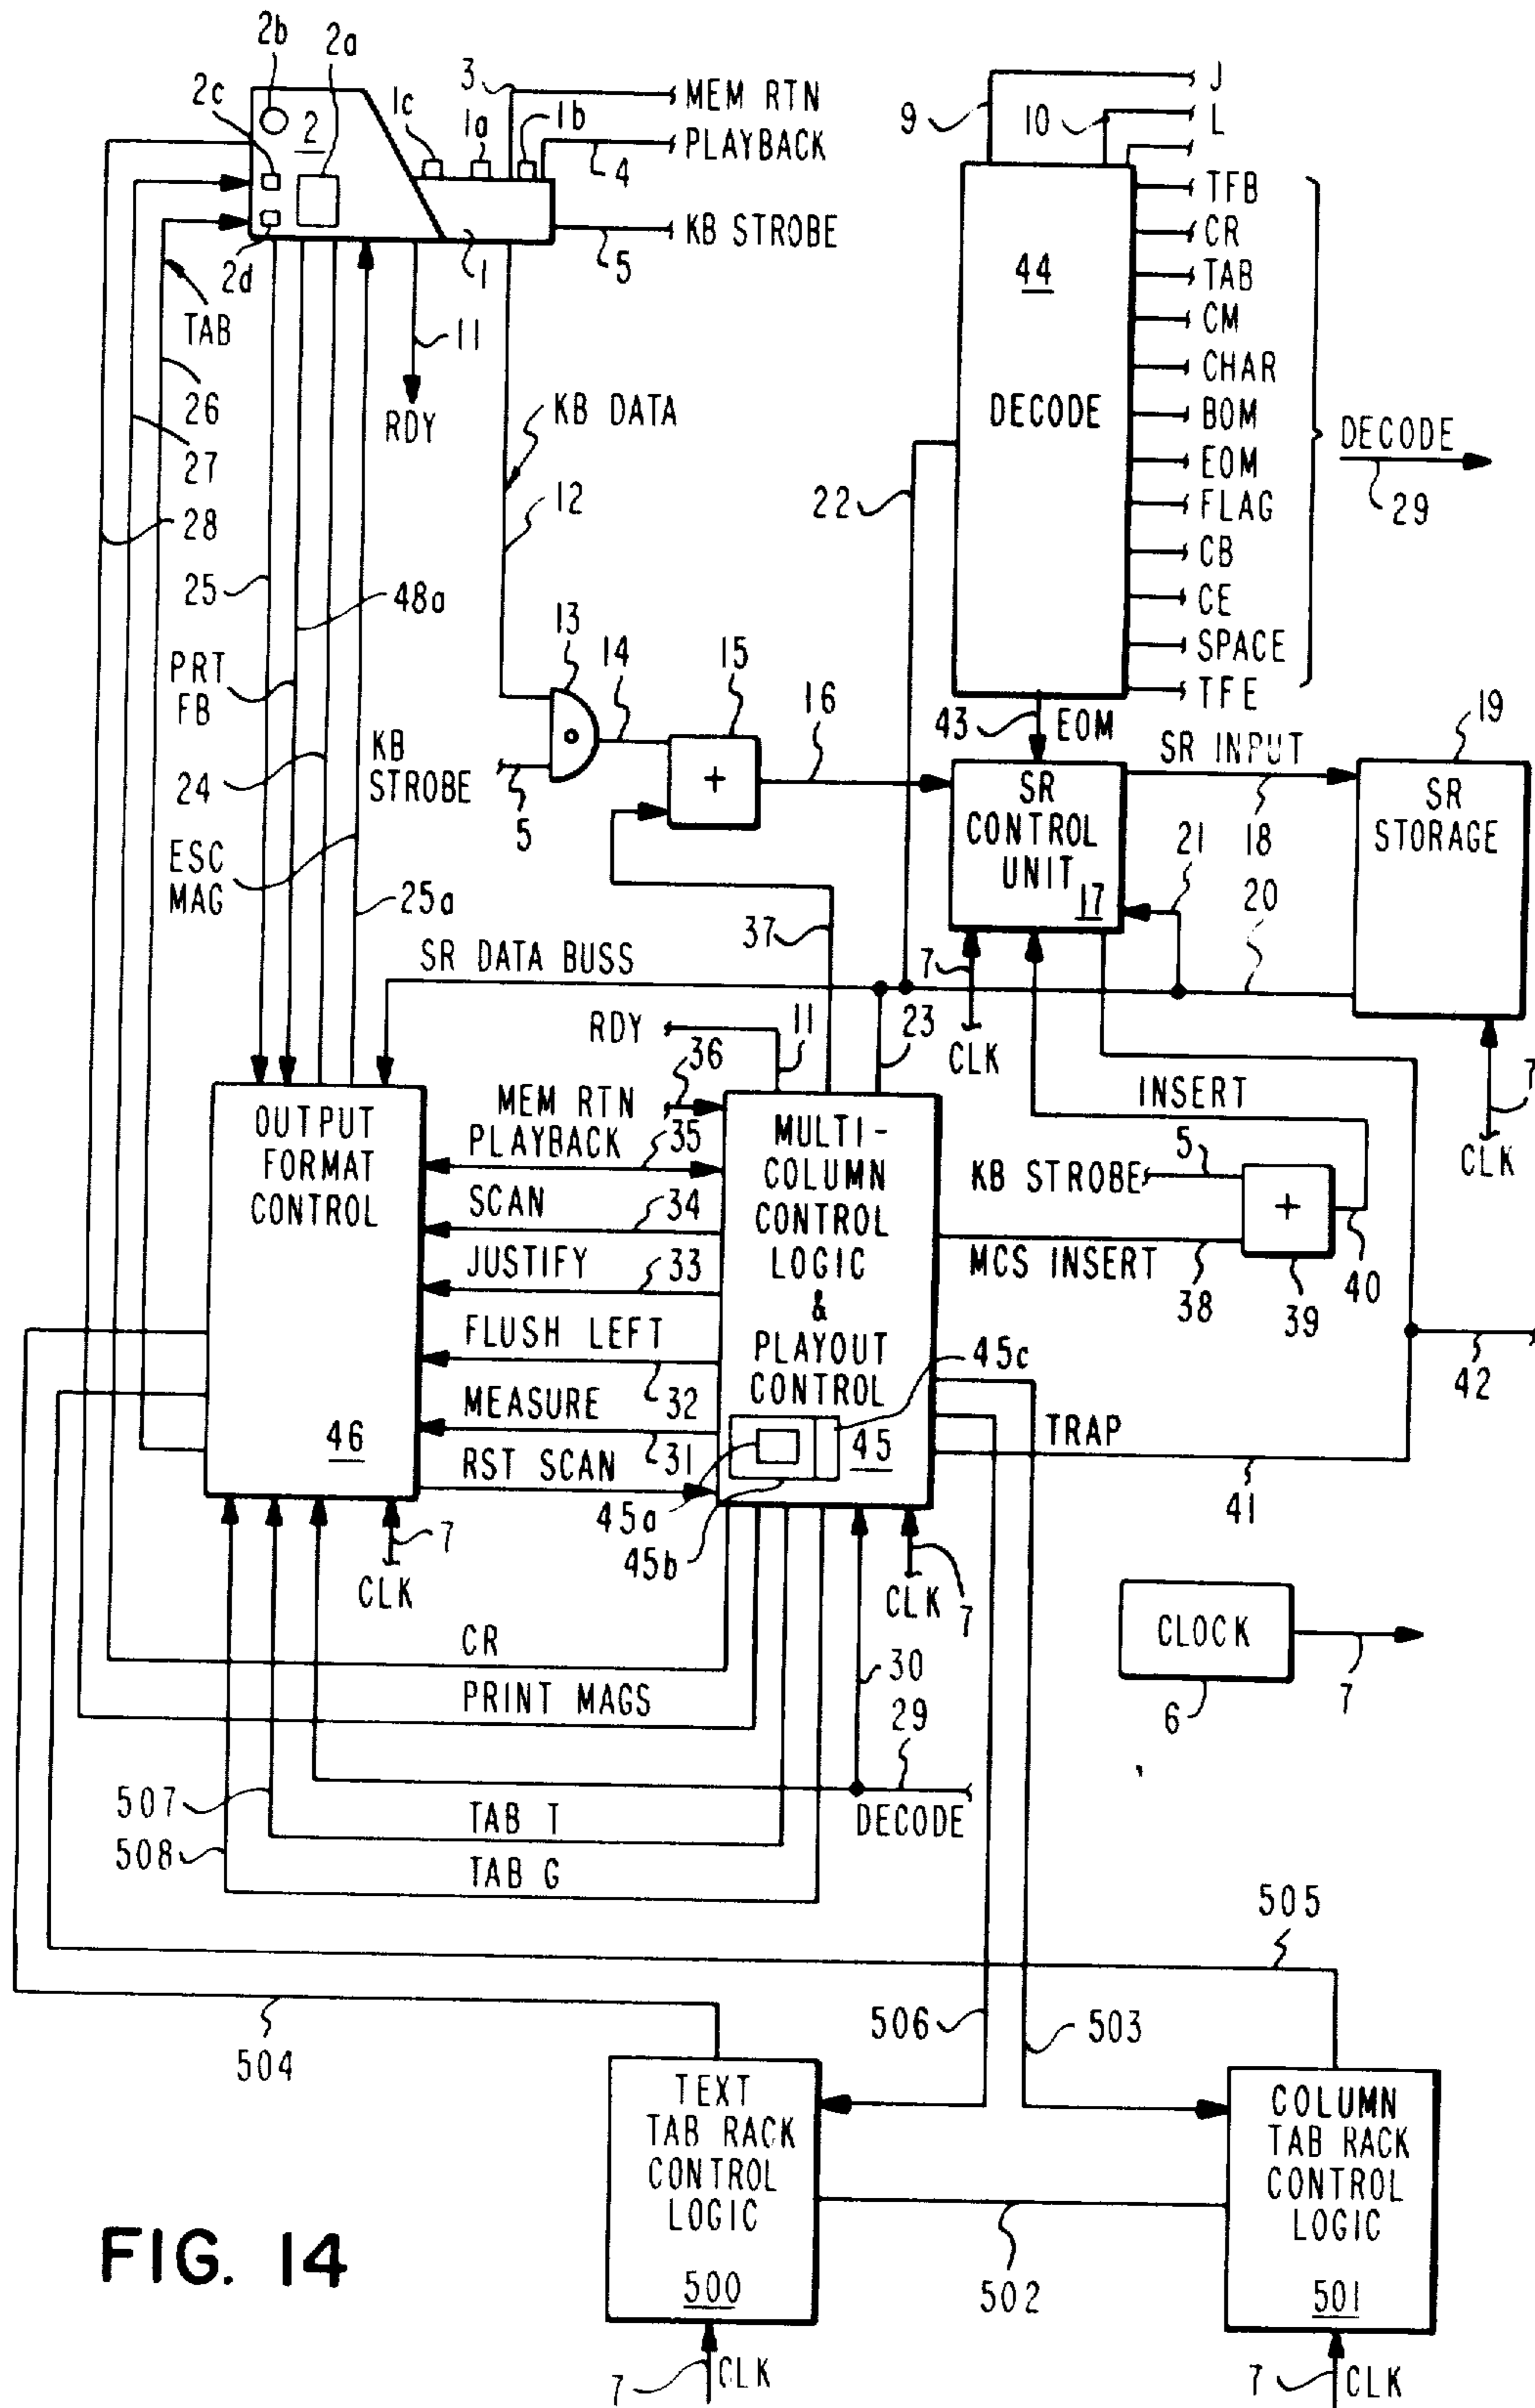 2b
2a
2c
2
1c
3
1a
1b
MEM RTN
PLAYBACK
4
KB STROBE
5
1
2d
TAB
26
27
28
11
RDY
KB DATA
12
9
J
10
L
TFB
CR
TAB
CM
CHAR
BOM
EOM
FLAG
CB
CE
SPACE
TFE
44
DECODE
DECODE
29
22
25
48a
PRT
FB
24
KB
STROBE
ESC
MAG
25a
13
14
15
+
16
5
43
EOM
SR INPUT
19
SR
CONTROL
UNIT
17
18
21
20
SR
STORAGE
37
SR DATA BUSS
7
CLK
23
RDY
11
36
MEM RTN
PLAYBACK
35
SCAN
34
JUSTIFY
33
FLUSH LEFT
32
MEASURE
31
RST SCAN
OUTPUT
FORMAT
CONTROL
46
MULTI-
COLUMN
CONTROL
LOGIC
&
PLAYOUT
CONTROL
45
45c
45a
45b
INSERT
5
KB STROBE
+
MCS INSERT
38
39
40
7
CLK
42
TRAP
41
7
CLK
CLK
7
CLOCK
7
6
CR
PRINT MAGS
30
29
DECODE
507
TAB T
508
TAB G
505
504
506
503
TEXT
TAB RACK
CONTROL
LOGIC
500
502
COLUMN
TAB RACK
CONTROL
LOGIC
501
7
CLK
7
CLK
FIG. 14